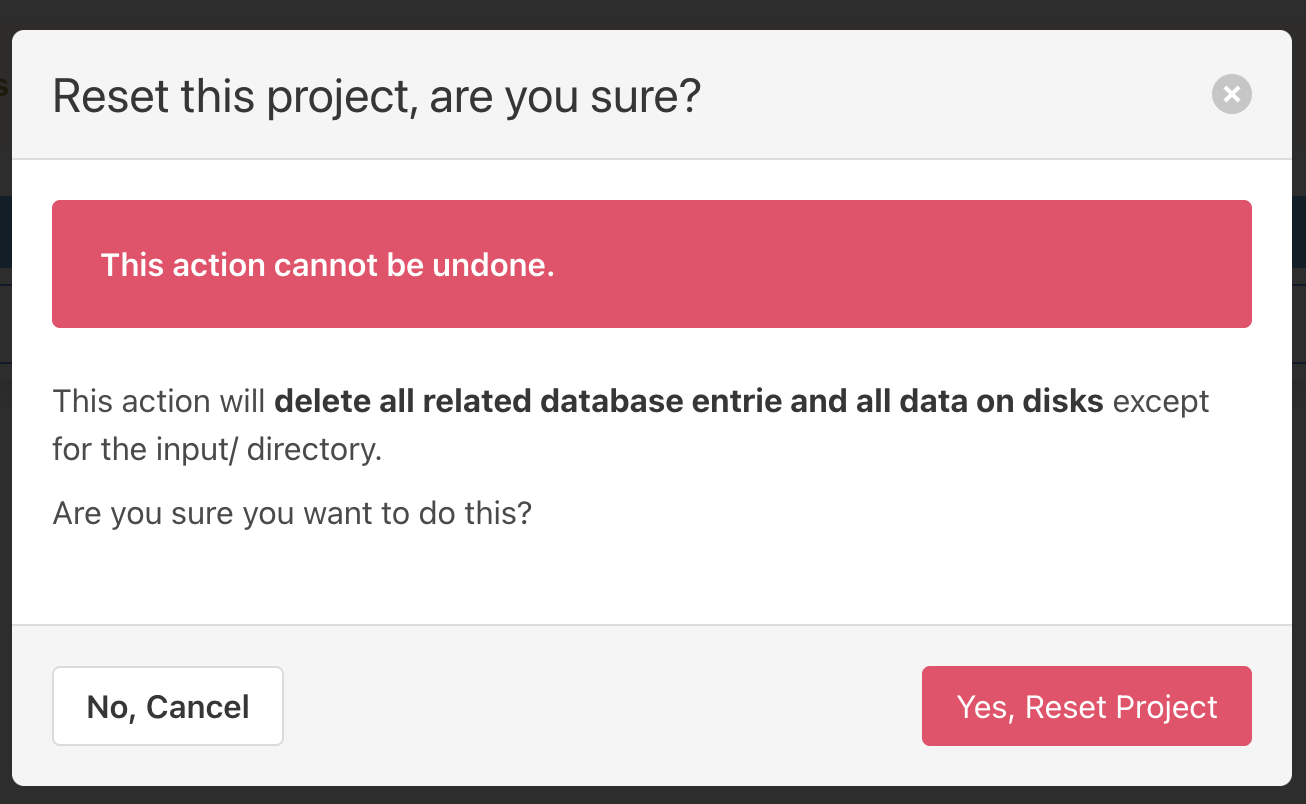 Reset this project, are you sure?
This action cannot be undone.
This action will delete all related database entrie and all data on disks except
for the input/ directory.
Are you sure you want to do this?
No, Cancel
Yes, Reset Project